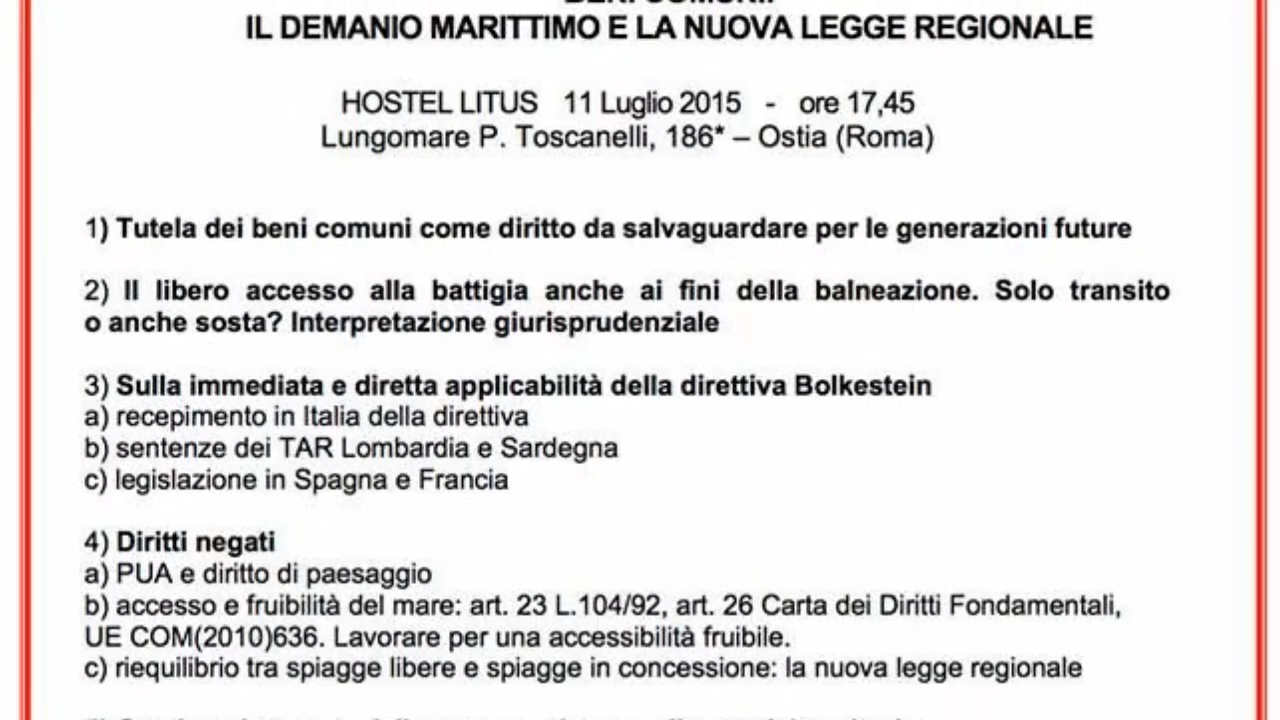 IL DEMANIO MARITTIMO E LA NUOVA LEGGE REGIONALE
HOSTEL LITUS 11 Luglio 2015 - ore 17,45
Lungomare P. Toscanelli, 186* – Ostia (Roma)
1) Tutela dei beni comuni come diritto da salvaguardare per le generazioni future
2) Il libero accesso alla battigia anche ai fini della balneazione. Solo transito
o anche sosta? Interpretazione giurisprudenziale
3) Sulla immediata e diretta applicabilità della direttiva Bolkestein
a) recepimento in Italia della direttiva
b) sentenze dei TAR Lombardia e Sardegna
c) legislazione in Spagna e Francia
4) Diritti negati
a) PUA e diritto di paesaggio
b) accesso e fruibilità del mare: art. 23 L.104/92, art. 26 Carta dei Diritti Fondamentali,
UE COM(2010)636. Lavorare per una accessibilità fruibile.
c) riequilibrio tra spiagge libere e spiagge in concessione: la nuova legge regionale